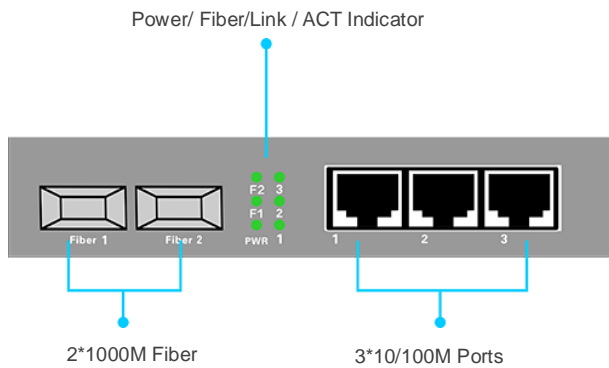 Power/ Fiber/Link / ACT Indicator
F2 3
F1 2
PWR 1
Fiber 1
Fiber 2
1 2 3
2*1000M Fiber
3*10/100M Ports